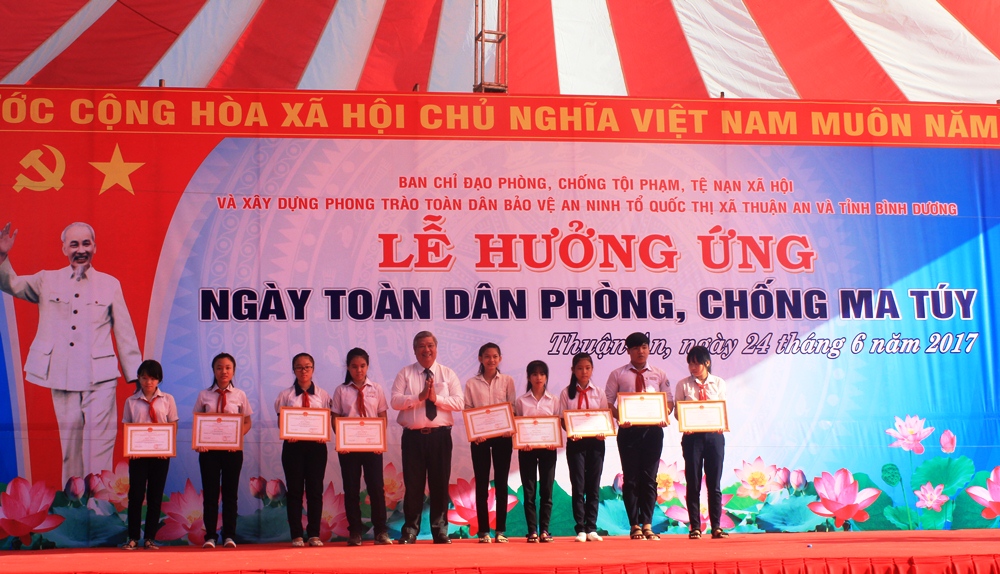 ƯỚC CỘNG HÒA XÃ HỘI CHỦ NGHĨA VIỆT NAM MUÔN NĂM
BAN CHỈ ĐẠO PHÒNG, CHỐNG TỘI PHẠM, TỆ NẠN XÃ HỘI
VÀ XÂY DỰNG PHONG TRÀO TOÀN DÂN BẢO VỆ AN NINH TỔ QUỐC THỊ XÃ THUẬN AN VÀ TỈNH BÌNH DƯƠNG
LỄ HƯỞNG ỨNG
NGÀY TOÀN DÂN PHÒNG, CHỐNG MA TÚY
Thuận An, ngày 24 tháng 6 năm 2017